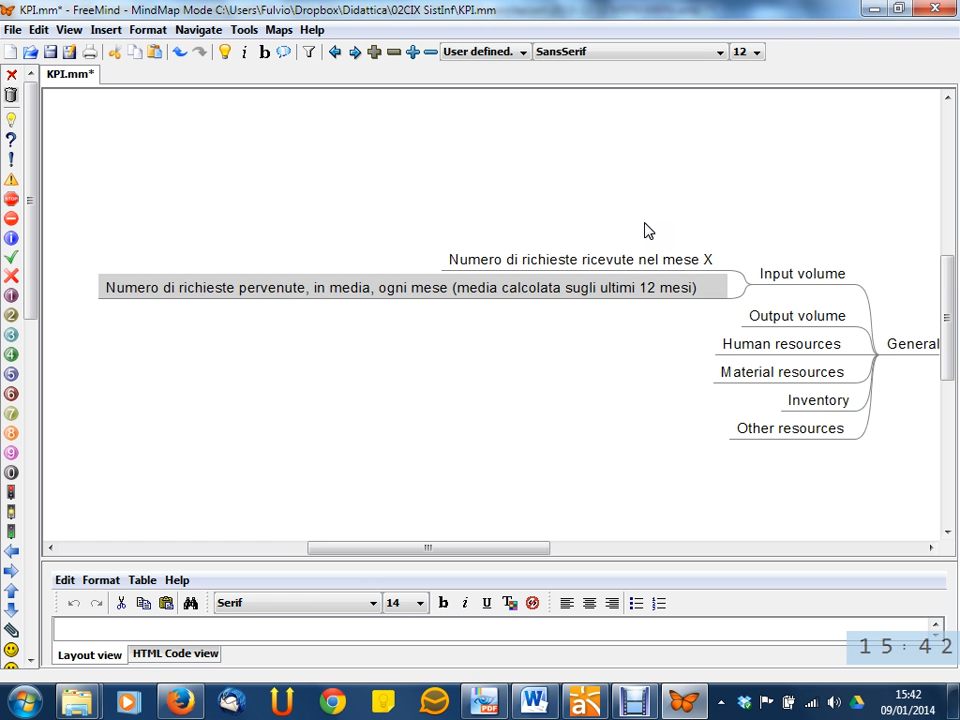 KPI.mm* - FreeMind - MindMap Mode C:\Users\Fulvio\Dropbox\Didattica\02CIX SistInf\KPI.mm
File Edit View Insert Format Navigate Tools Maps Help
User defined. SansSerif 12
KPI.mm*
Numero di richieste ricevute nel mese X
Input volume
Numero di richieste pervenute, in media, ogni mese (media calcolata sugli ultimi 12 mesi)
Output volume
Human resources
General
Material resources
Inventory
Other resources
Edit Format Table Help
Serif 14
Layout view HTML Code view
15:42
15:42
09/01/2014